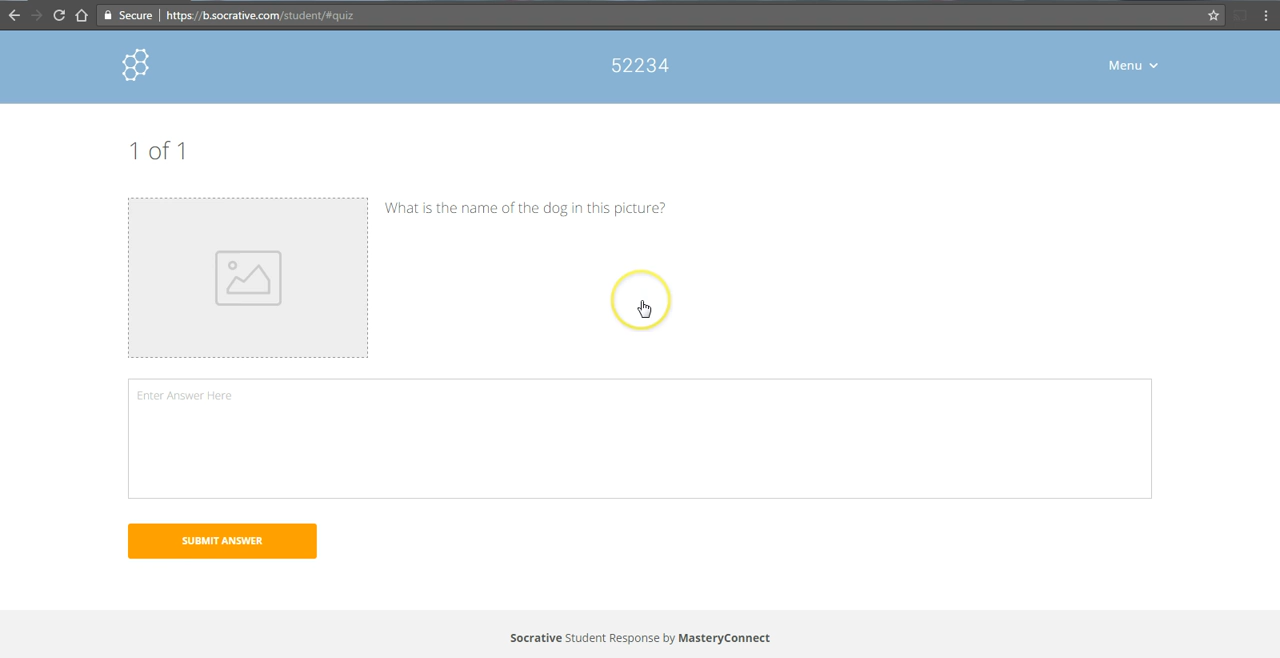 Secure https://b.socrative.com/student/#quiz
52234
Menu
1 of 1
What is the name of the dog in this picture?
Enter Answer Here
SUBMIT ANSWER
Socrative Student Response by MasteryConnect